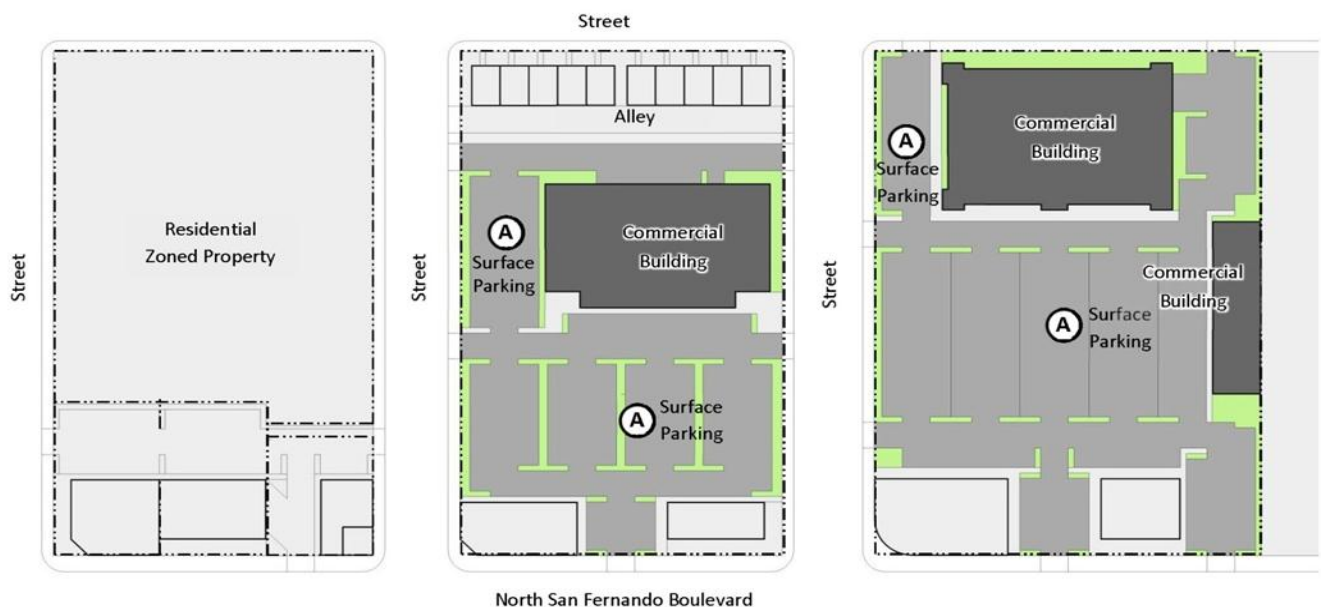 Street
Residential
Zoned Property
Street
Alley
A
Surface
Parking
Commercial
Building
Street
A
Surface
Parking
Commercial
Building
A
Surface
Parking
Commercial
Building
A
Surface
Parking
Street
North San Fernando Boulevard